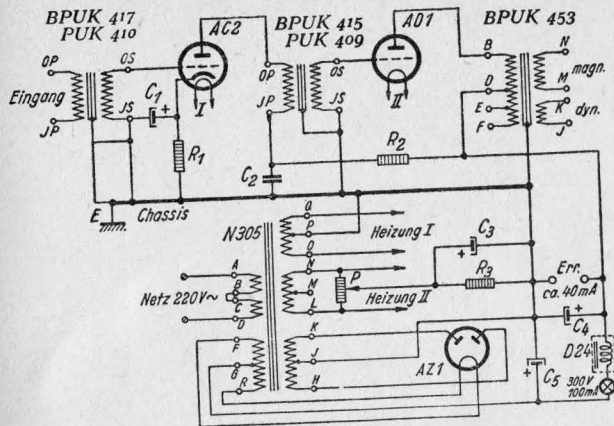 BPUK 417
PUK 410
AC2
BPUK 415
PUK 409
AD1
BPUK 453
OP
OS
Eingang
JP
JS
C1
+
I
R1
OP
OS
JP
JS
C2
II
R2
B
D
E
F
N
magn.
M
K
dyn.
J
E
Chassis
N305
Q
P
O
Heizung I
N
M
L
P
Heizung II
C3
+
R3
Err.
ca. 40mA
A
B
C
D
Netz 220V~
F
G
R
K
J
H
AZ1
C4
+
C5
+
D24
300V
100mA